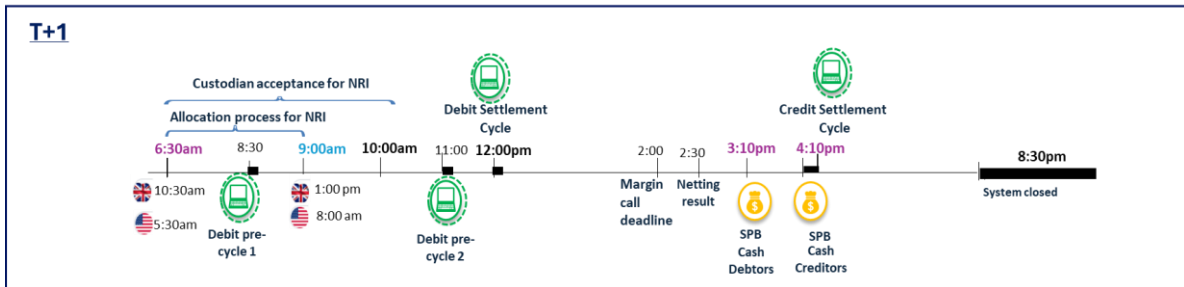 T+1
Custodian acceptance for NRI
Allocation process for NRI
Debit Settlement
Cycle
Credit Settlement
Cycle
6:30am
8:30
9:00am
10:00am
11:00
12:00pm
2:00
2:30
3:10pm
4:10pm
8:30pm
10:30am
1:00 pm
5:30am
8:00 am
Debit pre-
cycle 1
Debit pre-
cycle 2
Margin
call
deadline
Netting
result
SPB
Cash
Debtors
SPB
Cash
Creditors
System closed